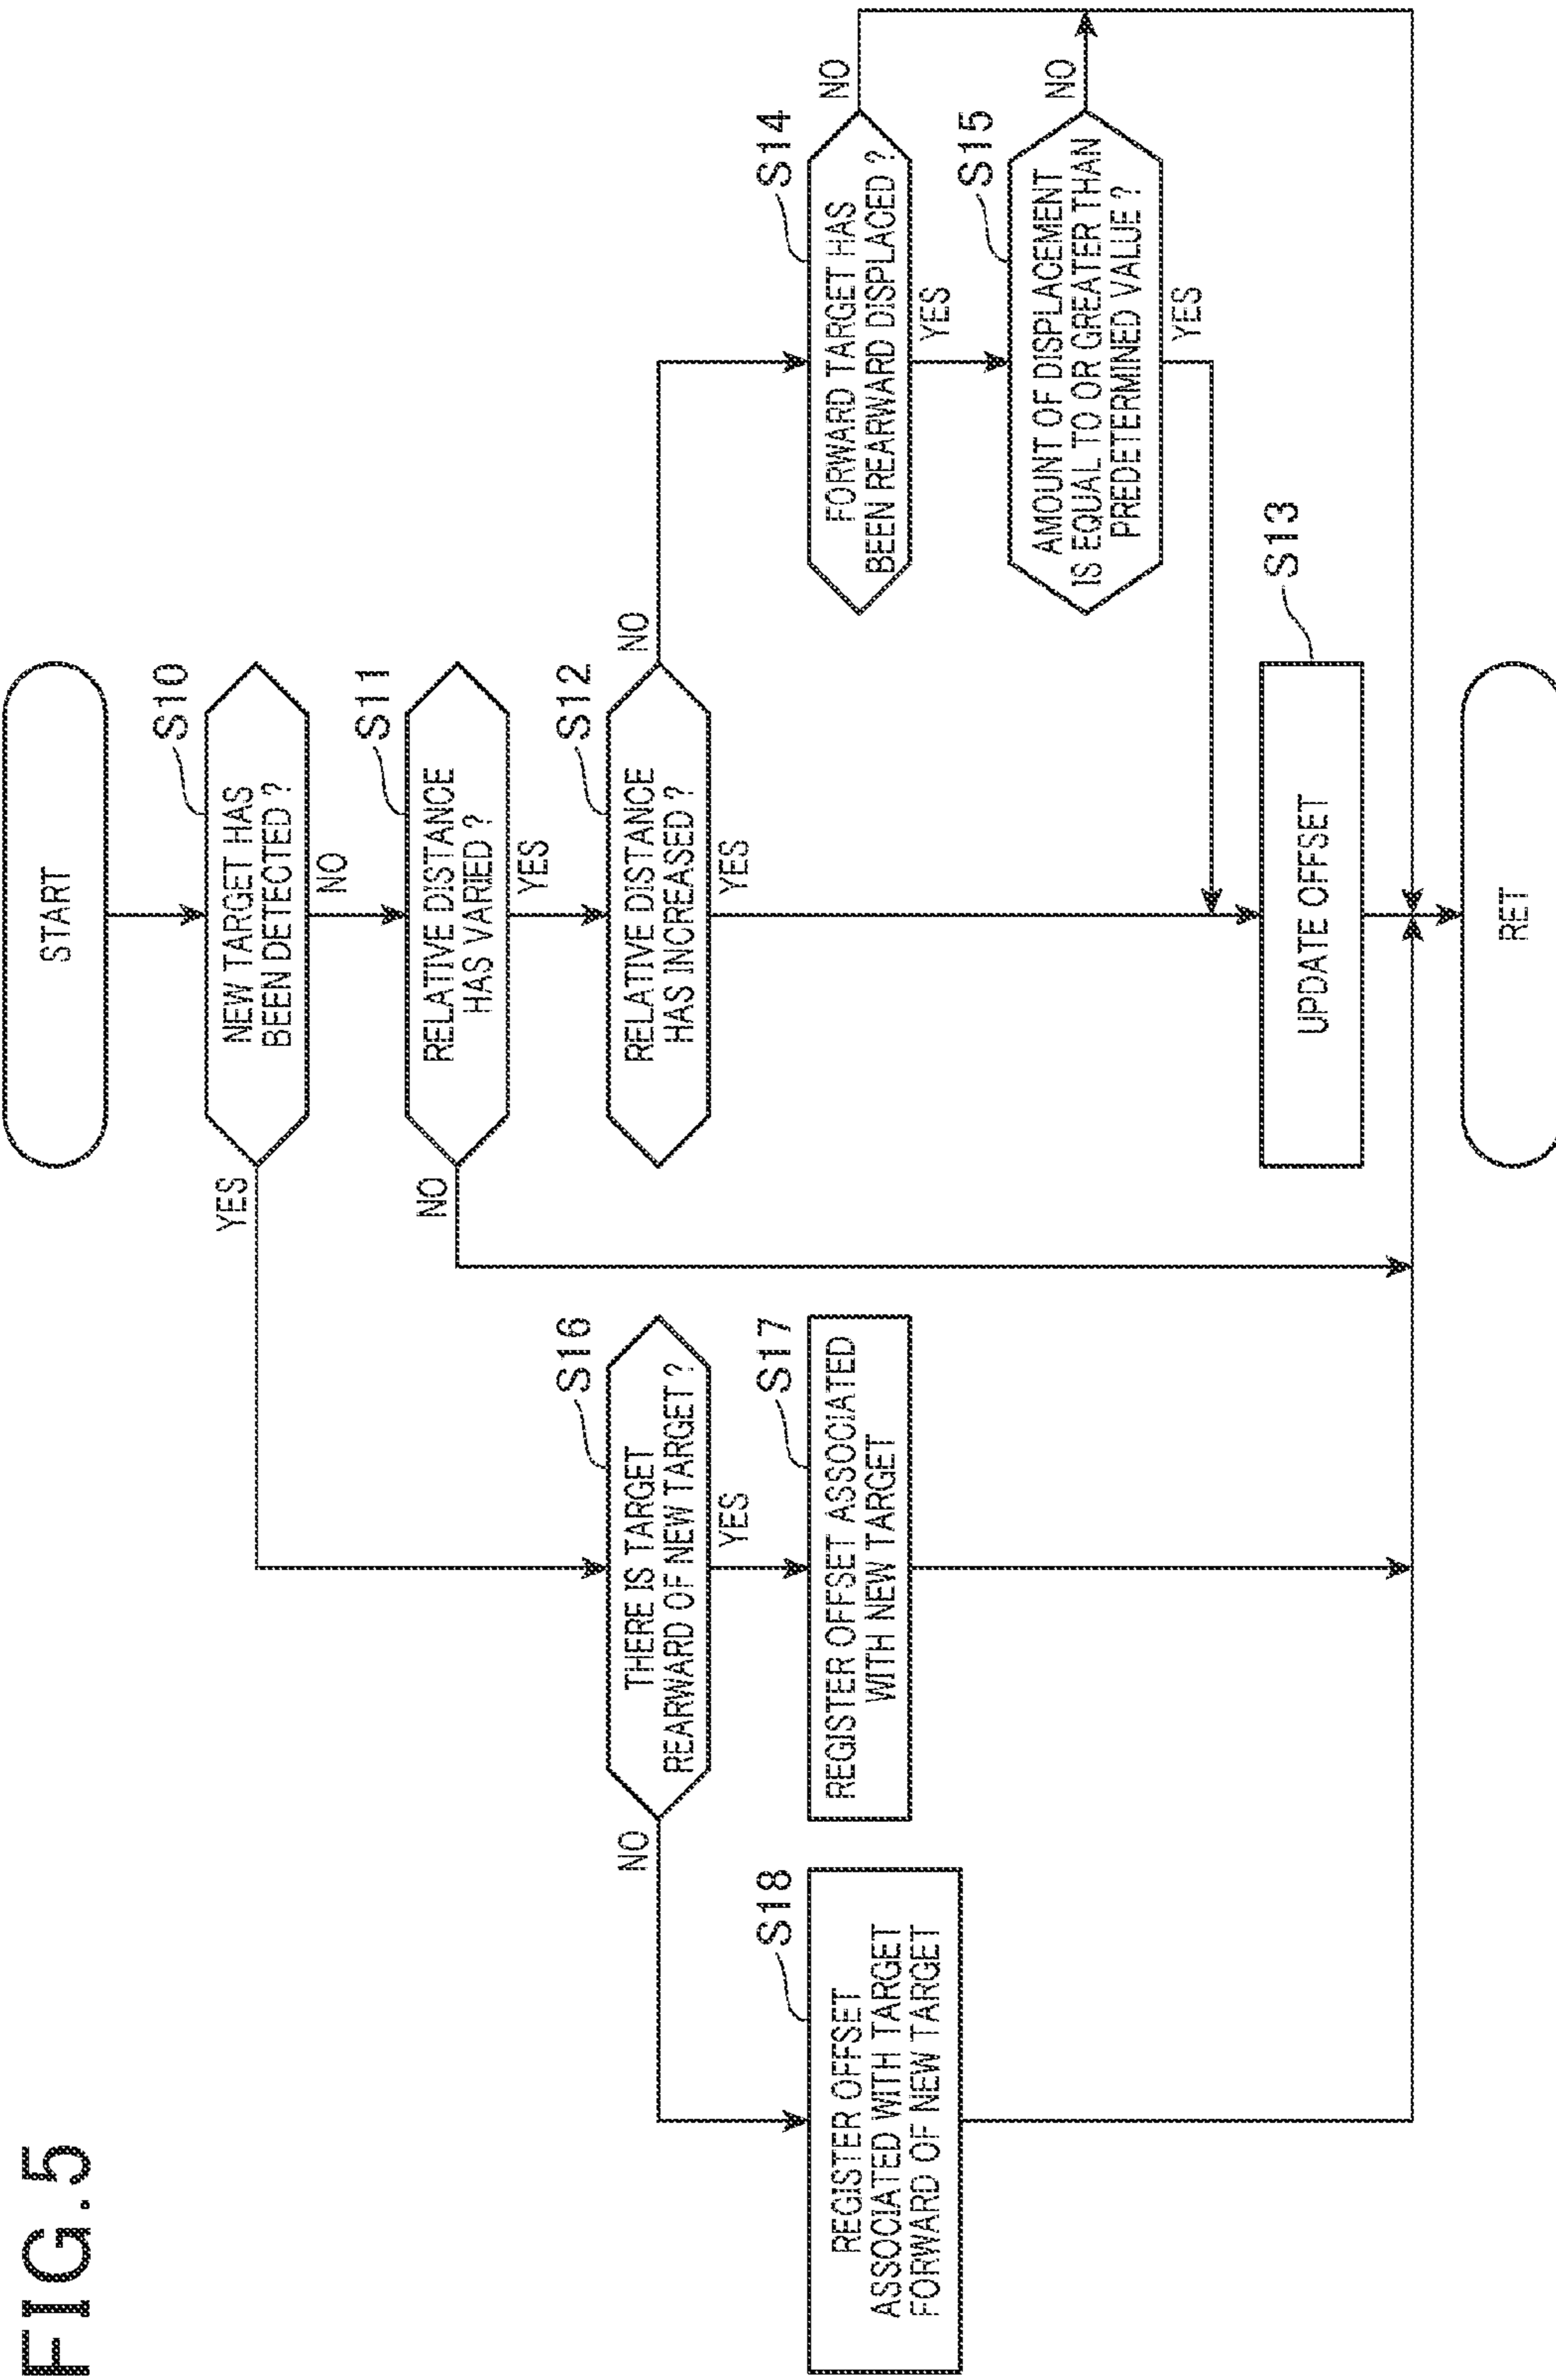 FIG.5
START
S10
NEW TARGET HAS
BEEN DETECTED ?
YES
NO
S11
RELATIVE DISTANCE
HAS VARIED ?
NO
YES
S12
RELATIVE DISTANCE
HAS INCREASED ?
NO
YES
S14
FORWARD TARGET HAS
BEEN REARWARD DISPLACED ?
NO
YES
S15
AMOUNT OF DISPLACEMENT
IS EQUAL TO OR GREATER THAN
PREDETERMINED VALUE ?
NO
YES
S16
THERE IS TARGET
REARWARD OF NEW TARGET ?
NO
YES
S17
REGISTER OFFSET ASSOCIATED
WITH NEW TARGET
S18
REGISTER OFFSET
ASSOCIATED WITH TARGET
FORWARD OF NEW TARGET
S13
UPDATE OFFSET
RET